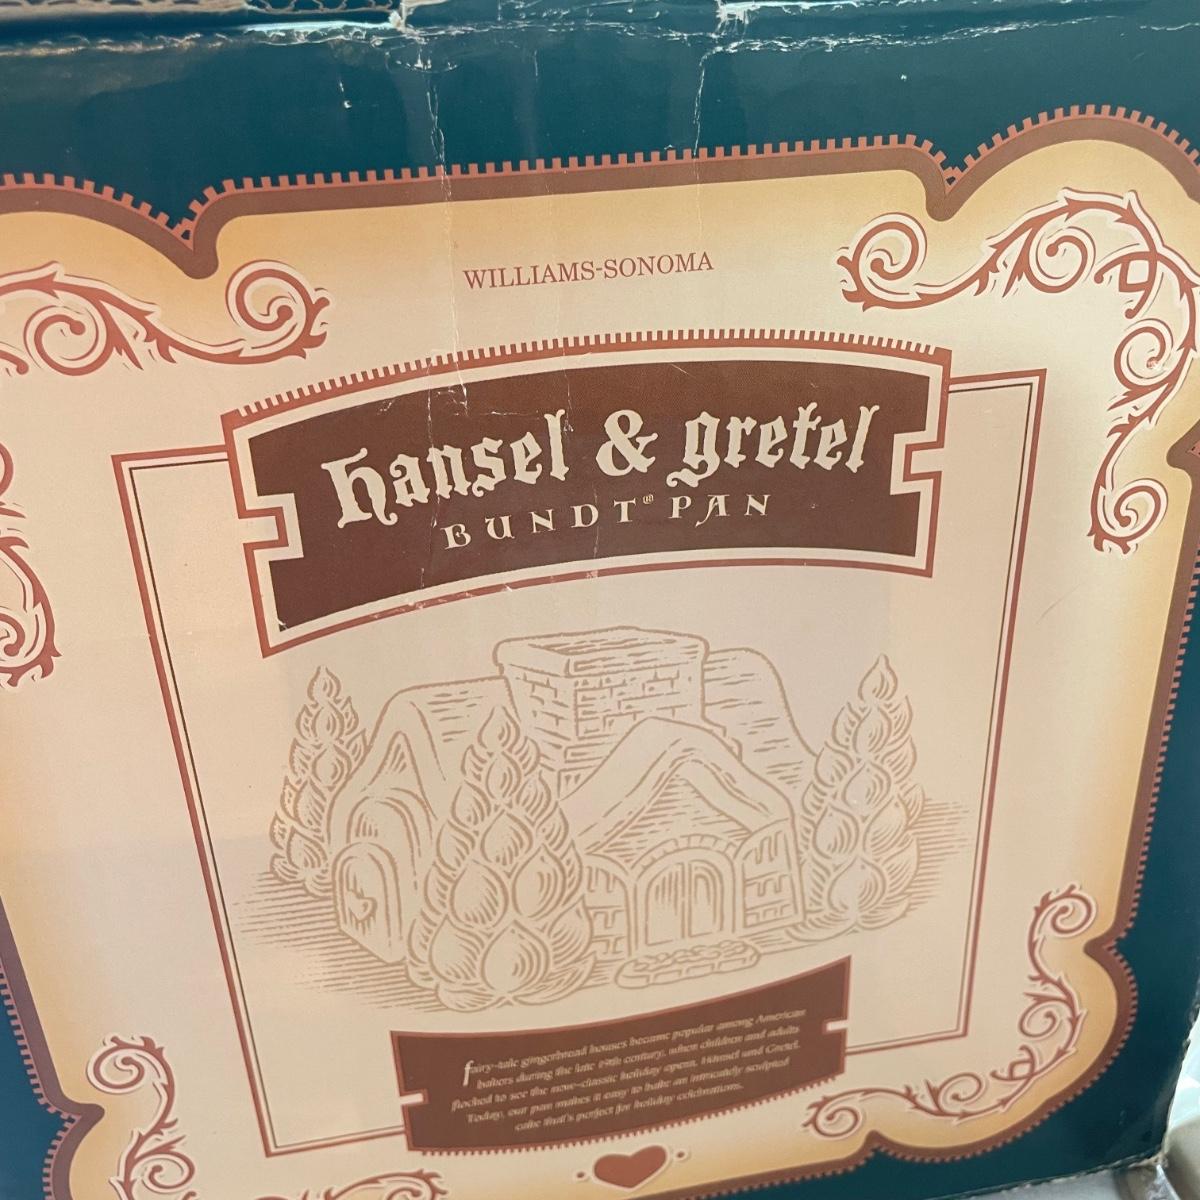 WILLIAMS-SONOMA
hansel & gretel
BUNDT® PAN
fairy-tale gingerbread houses became popular among American
bakers during the late 19th century, when children and adults
flocked to see the now-classic holiday opera, Hansel and Gretel.
Today, our pan makes it easy to bake an intricately sculpted
cake that's perfect for holiday celebrations.